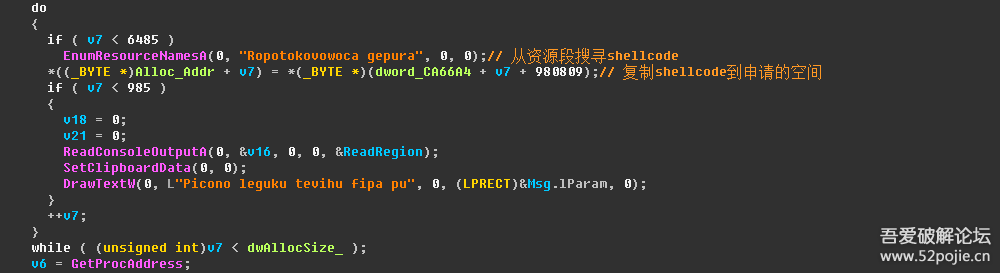 do
{
if ( v7 < 6485 )
EnumResourceNamesA(0, "Ropotokovowoca gepura", 0, 0);// 从资源段搜寻shellcode
*((_BYTE *)Alloc_Addr + v7) = *(_BYTE *)(dword_CA66A4 + v7 + 980809);// 复制shellcode到申请的空间
if ( v7 < 985 )
{
v18 = 0;
v21 = 0;
ReadConsoleOutputA(0, &v16, 0, 0, &ReadRegion);
SetClipboardData(0, 0);
DrawTextW(0, L"Picono leguku tevihu fipa pu", 0, (LPRECT)&Msg.lParam, 0);
}
++v7;
}
while ( (unsigned int)v7 < dwAllocSize_ );
v6 = GetProcAddress;
吾爱破解论坛
www.52pojie.cn